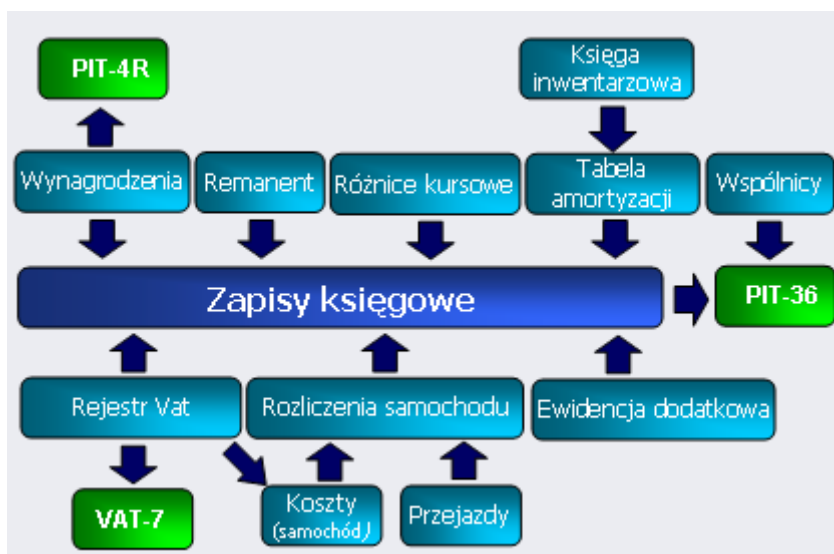 PIT-4R
Księga
inwentarzowa
Wynagrodzenia
Remanent
Różnice kursowe
Tabela
amortyzacji
Wspólnicy
Zapisy księgowe
PIT-36
Rejestr Vat
Rozliczenia samochodu
Ewidencja dodatkowa
VAT-7
Koszty
(samochód)
Przejazdy